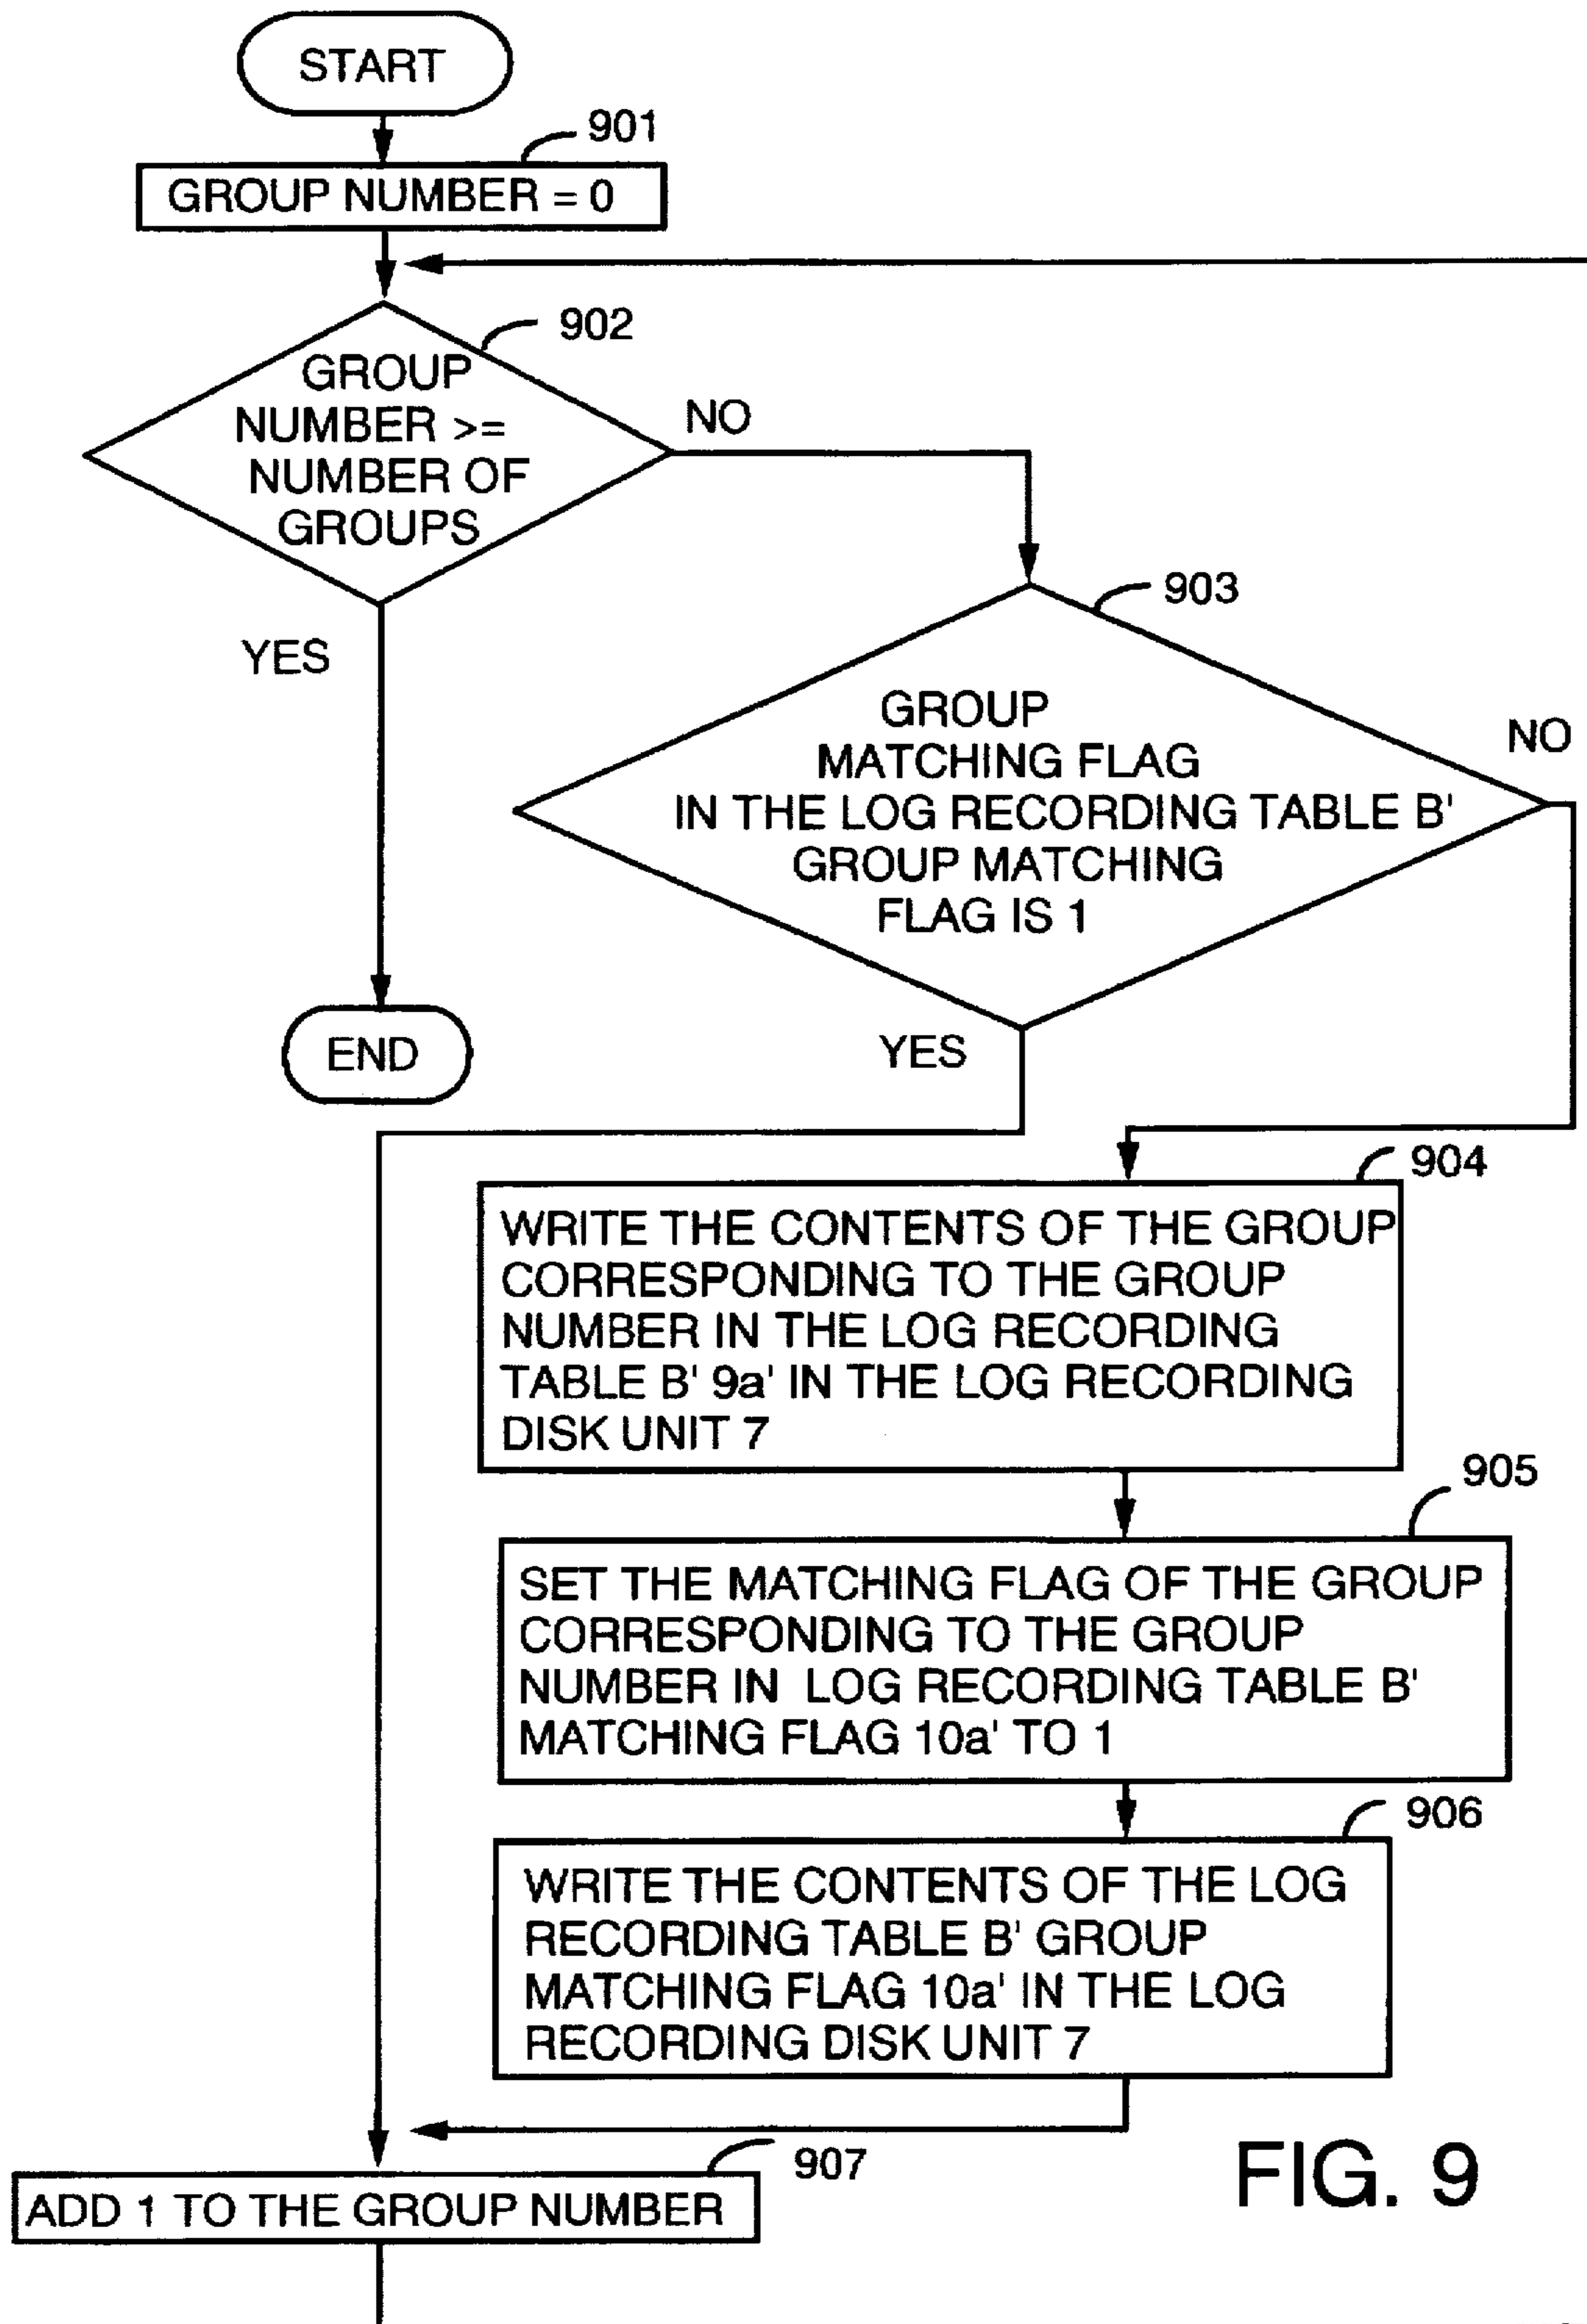 START
901
GROUP NUMBER = 0
902
GROUP
NUMBER >=
NUMBER OF
GROUPS
NO
YES
903
GROUP
MATCHING FLAG
IN THE LOG RECORDING TABLE B'
GROUP MATCHING
FLAG IS 1
NO
YES
END
904
WRITE THE CONTENTS OF THE GROUP
CORRESPONDING TO THE GROUP
NUMBER IN THE LOG RECORDING
TABLE B' 9a' IN THE LOG RECORDING
DISK UNIT 7
905
SET THE MATCHING FLAG OF THE GROUP
CORRESPONDING TO THE GROUP
NUMBER IN LOG RECORDING TABLE B'
MATCHING FLAG 10a' TO 1
906
WRITE THE CONTENTS OF THE LOG
RECORDING TABLE B' GROUP
MATCHING FLAG 10a' IN THE LOG
RECORDING DISK UNIT 7
907
ADD 1 TO THE GROUP NUMBER
FIG. 9